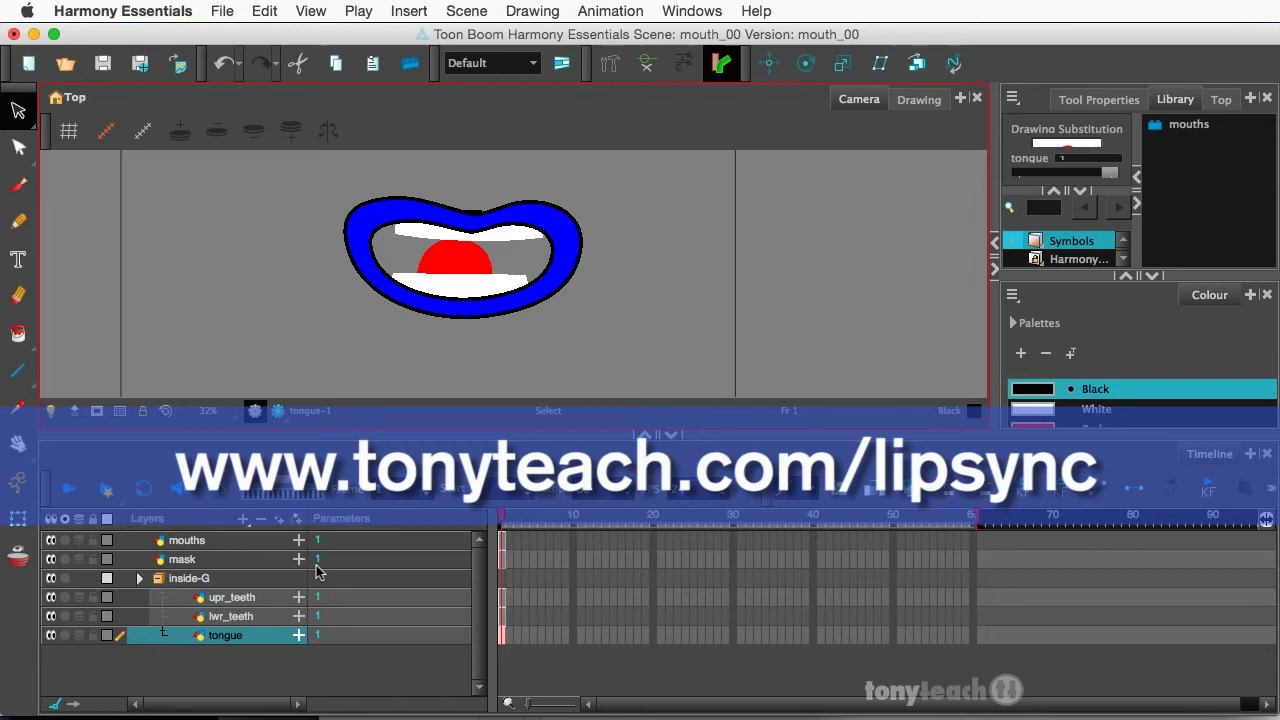 Harmony Essentials File Edit View Play Insert Scene Drawing Animation Windows Help
Toon Boom Harmony Essentials Scene: mouth_00 Version: mouth_00
Default
Top
Camera
Drawing
Tool Properties
Library
Top
Drawing Substitution
mouths
tongue
Symbols
Harmony...
Colour
Palettes
Black
White
32%
tongue-1
Select
Fr 1
Black
www.tonyteach.com/lipsync
Timeline
KF
Layers
Parameters
10 20 30 40 50 60 70 80 90
mouths 1
mask 1
inside-G
upr_teeth 1
lwr_teeth 1
tongue 1
tonyteach